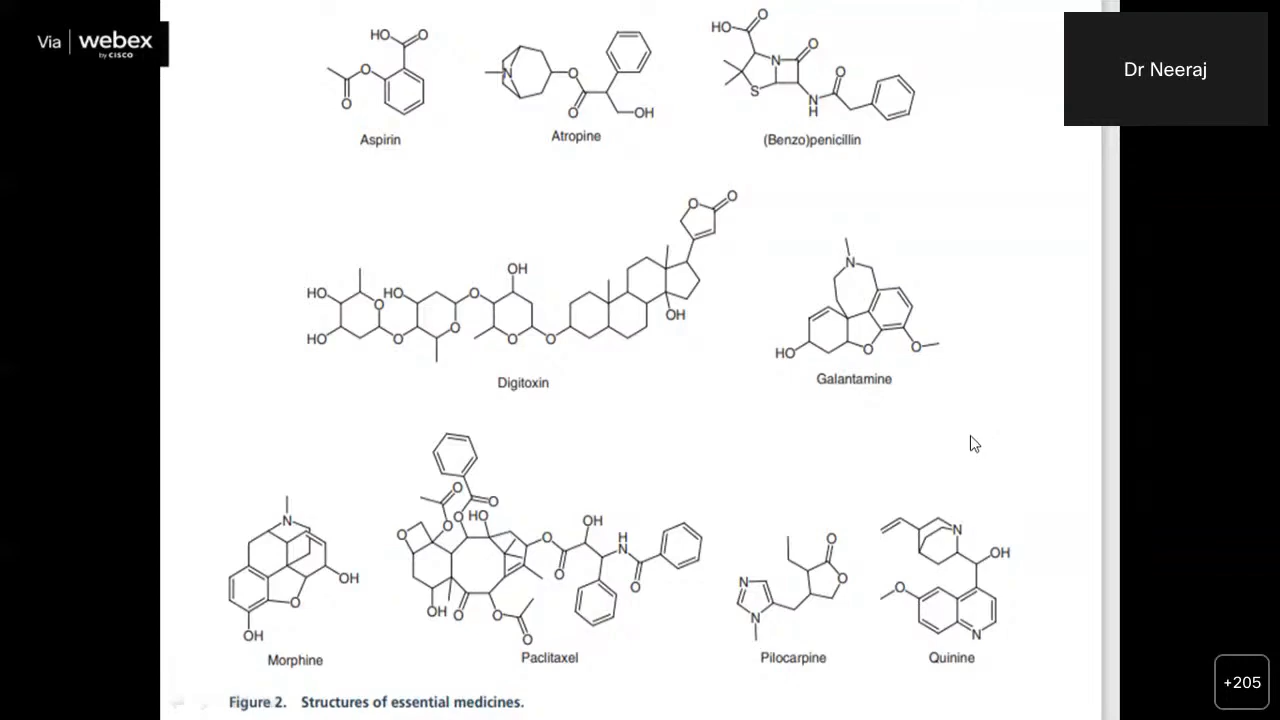 Via webex
by CISCO
Dr Neeraj
HO O
O
O
Aspirin
N O
O OH
Atropine
HO O
N O
S
O
N
H
(Benzo)penicillin
O O
OH
HO HO O
O O
HO O O O OH
Digitoxin
N
HO O O
Galantamine
N
OH
O
OH
Morphine
O O
O O HO
O
O OH
O H
N
O O
OH O
O
O
Paclitaxel
O
N O
N
Pilocarpine
N
OH
O
N
Quinine
Figure 2. Structures of essential medicines.
+205